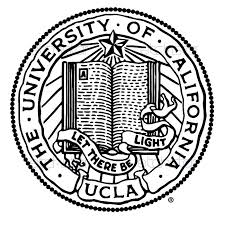 · THE · UNIVERSITY · OF · CALIFORNIA ·
A
LET THERE BE LIGHT
UCLA
®